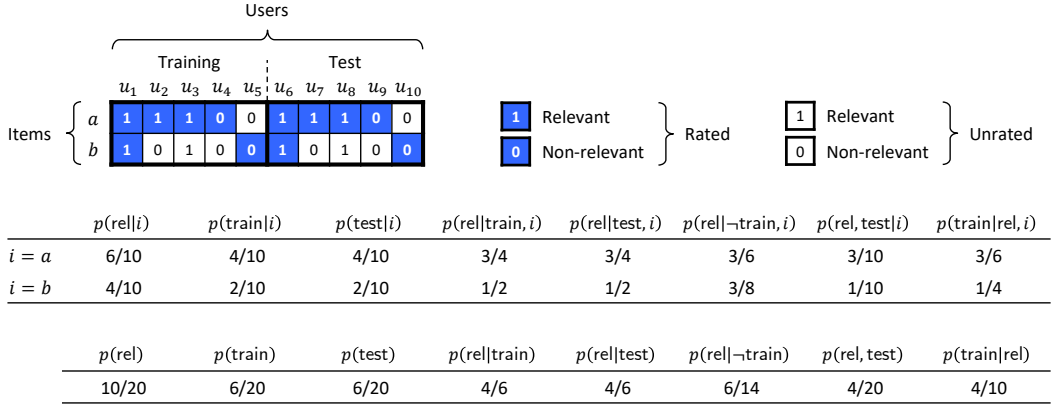 Users
Training Test
u1 u2 u3 u4 u5 u6 u7 u8 u9 u10
Items
a 1 1 1 0 0 1 1 1 0 0
b 1 0 1 0 0 1 0 1 0 0
1 Relevant
0 Non-relevant
Rated
1 Relevant
0 Non-relevant
Unrated
p(rel|i) p(train|i) p(test|i) p(rel|train, i) p(rel|test, i) p(rel|¬train, i) p(rel, test|i) p(train|rel, i)
i = a 6/10 4/10 4/10 3/4 3/4 3/6 3/10 3/6
i = b 4/10 2/10 2/10 1/2 1/2 3/8 1/10 1/4
p(rel) p(train) p(test) p(rel|train) p(rel|test) p(rel|¬train) p(rel, test) p(train|rel)
10/20 6/20 6/20 4/6 4/6 6/14 4/20 4/10